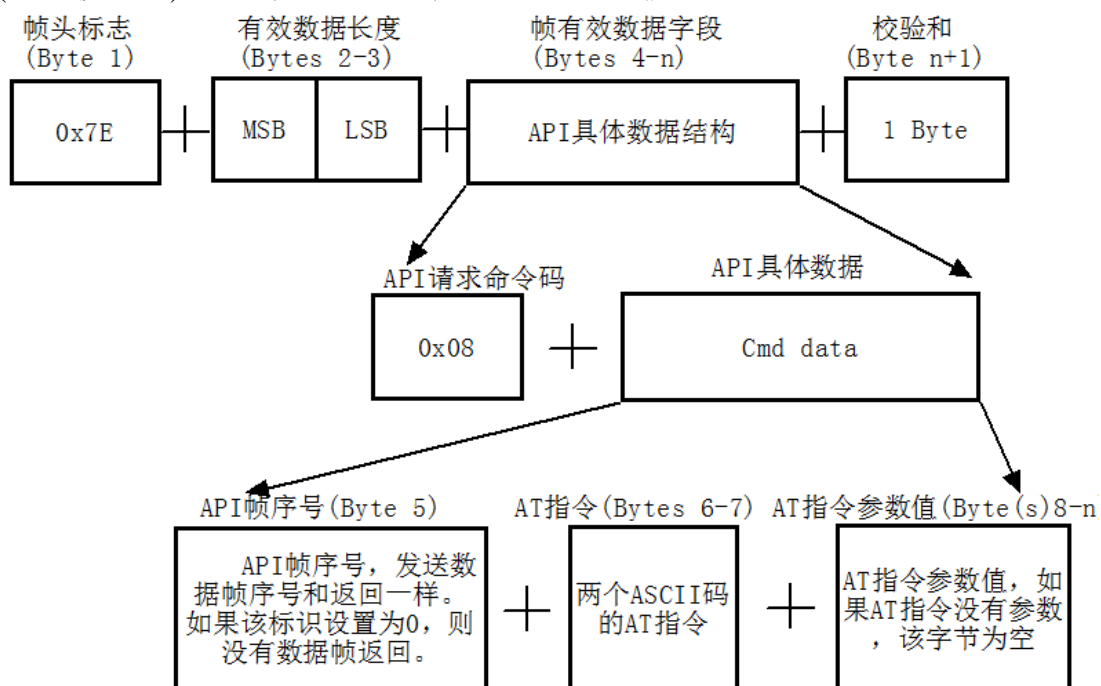 帧头标志 有效数据长度 帧有效数据字段 校验和
(Byte 1) (Bytes 2-3) (Bytes 4-n) (Byte n+1)
0x7E MSB LSB API具体数据结构 1 Byte
API请求命令码 API具体数据
0x08 Cmd data
API帧序号(Byte 5) AT指令(Bytes 6-7) AT指令参数值(Byte(s)8-n
API帧序号，发送数
据帧序号和返回一样。
如果该标识设置为0，则
没有数据帧返回。
两个ASCII码
的AT指令
AT指令参数值，如
果AT指令没有参数
，该字节为空